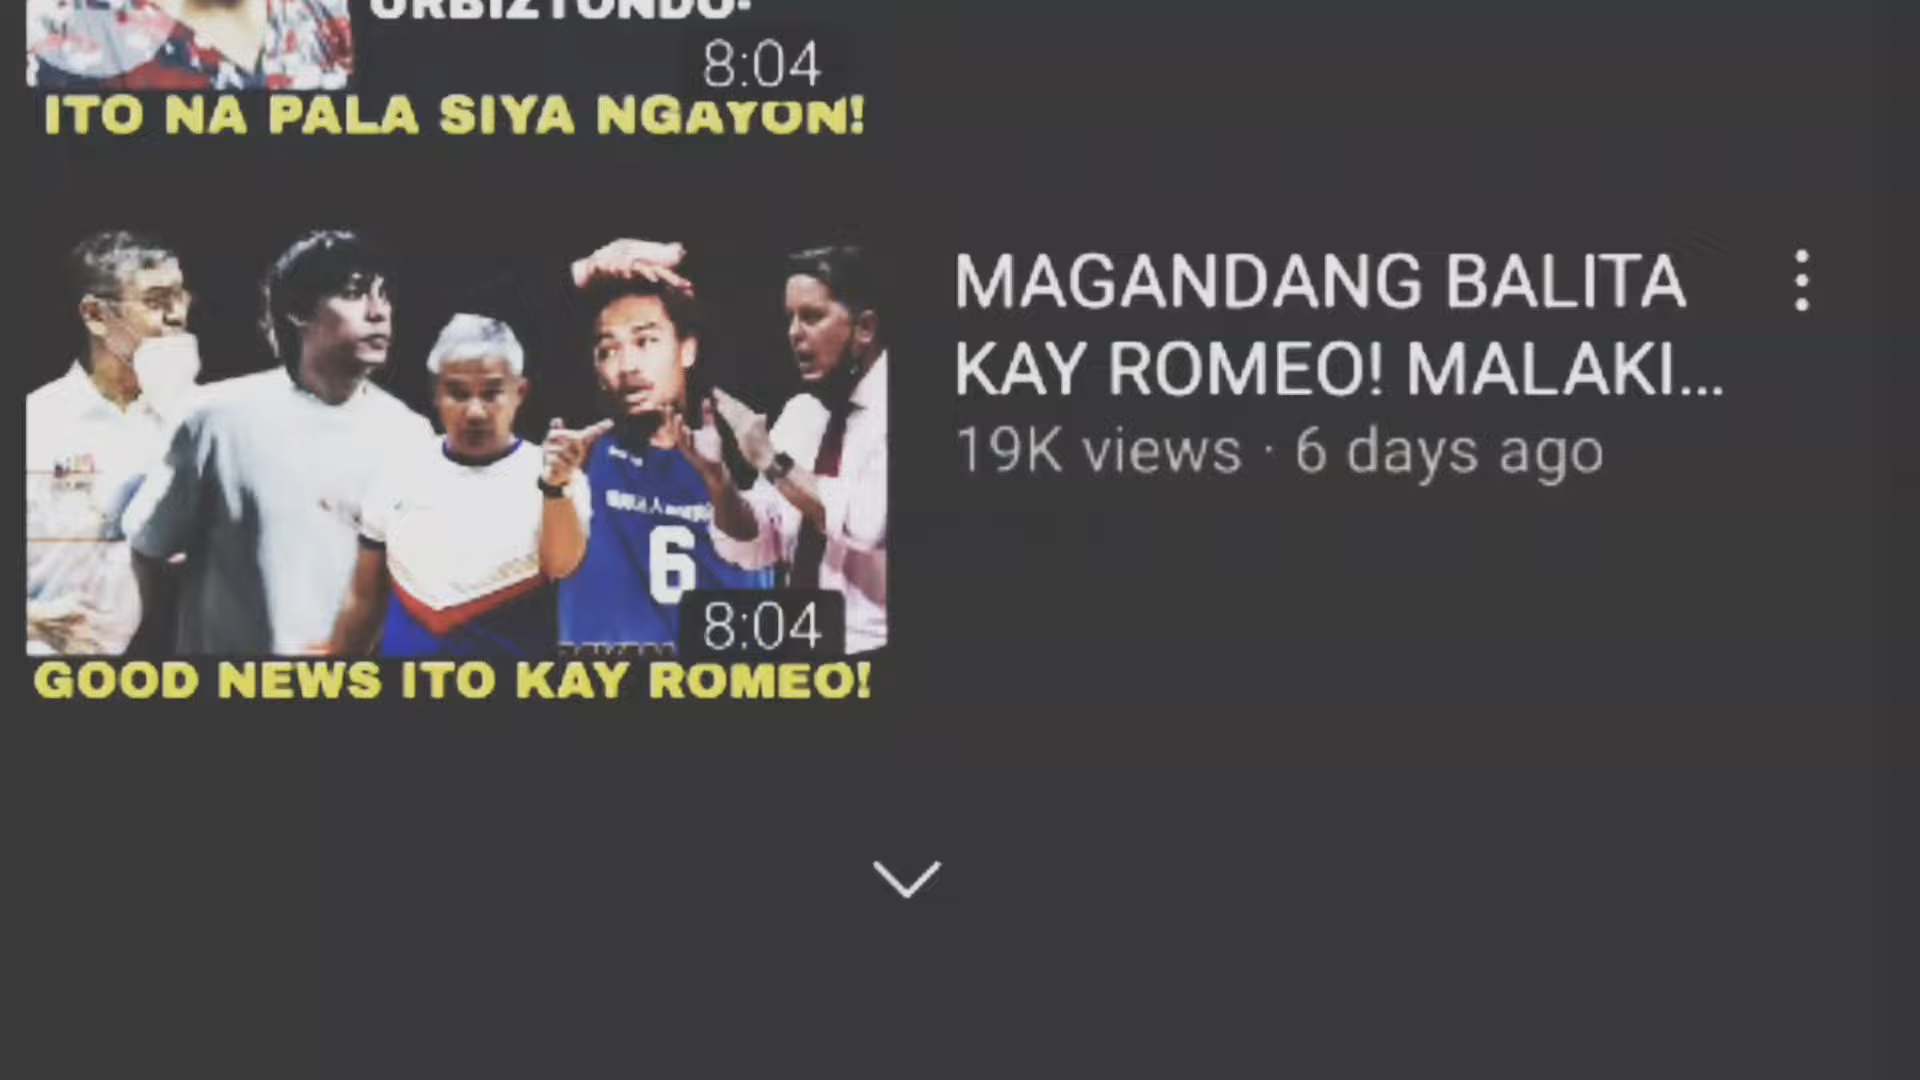 8:04
ITO NA PALA SIYA NGAYON!
MAGANDANG BALITA
KAY ROMEO! MALAKI...
19K views · 6 days ago
6
8:04
GOOD NEWS ITO KAY ROMEO!